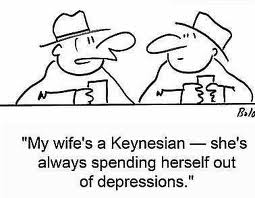 "My wife's a Keynesian — she's
always spending herself out
of depressions."